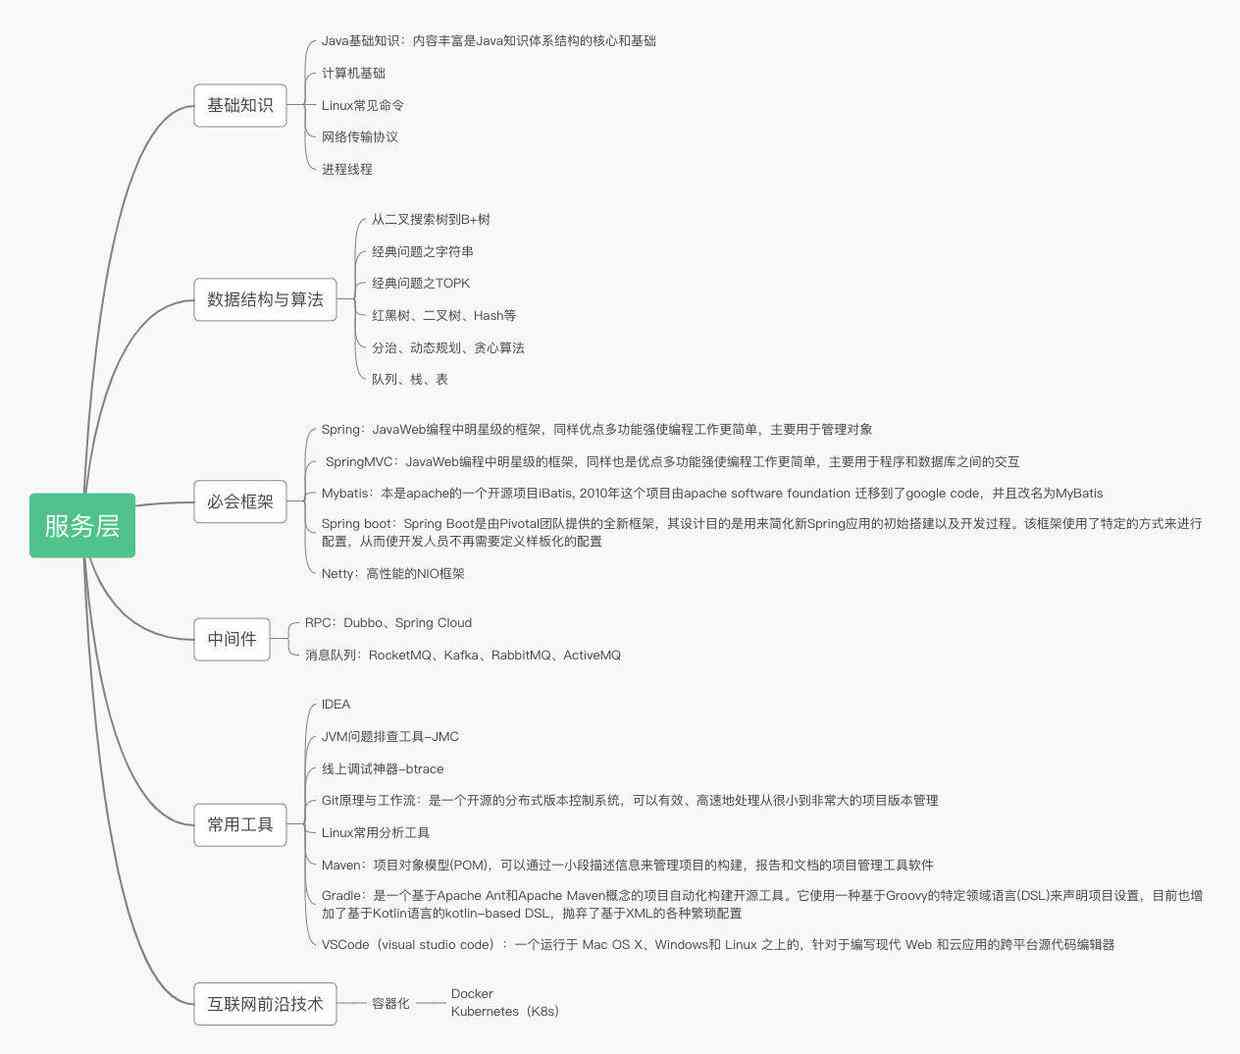 服务层
基础知识
Java基础知识：内容丰富是Java知识体系结构的核心和基础
计算机基础
Linux常见命令
网络传输协议
进程线程
数据结构与算法
从二叉搜索树到B+树
经典问题之字符串
经典问题之TOPK
红黑树、二叉树、Hash等
分治、动态规划、贪心算法
队列、栈、表
必会框架
Spring：JavaWeb编程中明星级的框架，同样优点多功能强使编程工作更简单，主要用于管理对象
SpringMVC：JavaWeb编程中明星级的框架，同样也是优点多功能强使编程工作更简单，主要用于程序和数据库之间的交互
Mybatis：本是apache的一个开源项目iBatis, 2010年这个项目由apache software foundation 迁移到了google code，并且改名为MyBatis
Spring boot：Spring Boot是由Pivotal团队提供的全新框架，其设计目的是用来简化新Spring应用的初始搭建以及开发过程。该框架使用了特定的方式来进行
配置，从而使开发人员不再需要定义样板化的配置
Netty：高性能的NIO框架
中间件
RPC：Dubbo、Spring Cloud
消息队列：RocketMQ、Kafka、RabbitMQ、ActiveMQ
常用工具
IDEA
JVM问题排查工具-JMC
线上调试神器-btrace
Git原理与工作流：是一个开源的分布式版本控制系统，可以有效、高速地处理从很小到非常大的项目版本管理
Linux常用分析工具
Maven：项目对象模型(POM)，可以通过一小段描述信息来管理项目的构建，报告和文档的项目管理工具软件
Gradle：是一个基于Apache Ant和Apache Maven概念的项目自动化构建开源工具。它使用一种基于Groovy的特定领域语言(DSL)来声明项目设置，目前也增
加了基于Kotlin语言的kotlin-based DSL，抛弃了基于XML的各种繁琐配置
VSCode（visual studio code）：一个运行于 Mac OS X、Windows和 Linux 之上的，针对于编写现代 Web 和云应用的跨平台源代码编辑器
互联网前沿技术
容器化
Docker
Kubernetes（K8s）